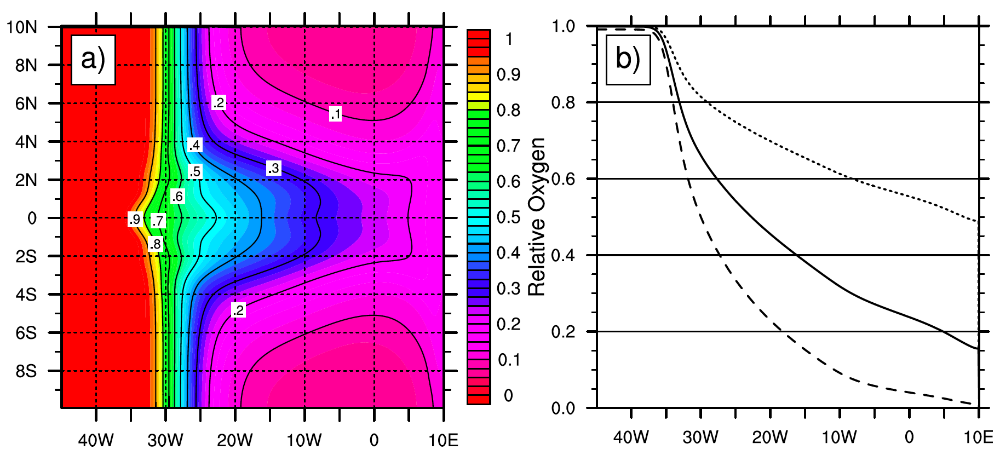 a)
10N
8N
6N
4N
2N
0
2S
4S
6S
8S
40W 30W 20W 10W 0 10E
.2
.1
.4
.3
.5
.6
.9
.7
.8
.2
1
0.9
0.8
0.7
0.6
0.5
0.4
0.3
0.2
0.1
0
b)
Relative Oxygen
1.0
0.8
0.6
0.4
0.2
0.0
40W 30W 20W 10W 0 10E